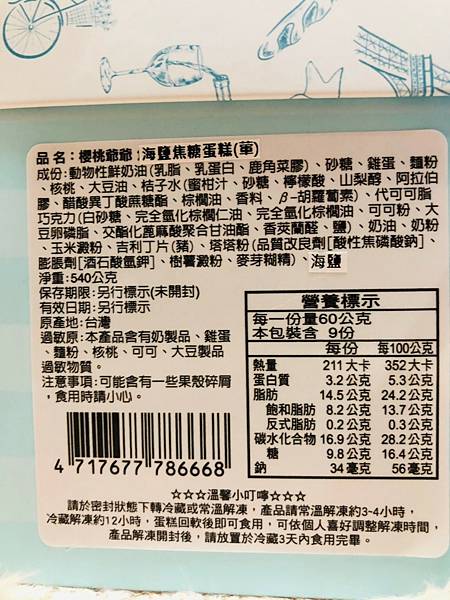 品名：櫻桃爺爺 海鹽焦糖蛋糕(葷)
成份:動物性鮮奶油(乳脂、乳蛋白、鹿角菜膠)、砂糖、雞蛋、麵粉
、核桃、大豆油、桔子水(蜜柑汁、砂糖、檸檬酸、山梨醇、阿拉伯
膠、醋酸異丁酸蔗糖酯、棕櫚油、香料、β-胡蘿蔔素)、代可可脂
巧克力(白砂糖、完全氫化棕櫚仁油、完全氫化棕櫚油、可可粉、大
豆卵磷脂、交酯化蓖麻酸聚合甘油酯、香莢蘭醛、鹽)、奶油、奶粉
、玉米澱粉、吉利丁片(豬)、塔塔粉(品質改良劑[酸性焦磷酸鈉]、
膨脹劑[酒石酸氫鉀]、樹薯澱粉、麥芽糊精)、海鹽
淨重:540公克
保存期限:另行標示(未開封)
有效日期:另行標示
原產地:台灣
過敏原:本產品含有奶製品、雞蛋
、麵粉、核桃、可可、大豆製品
過敏物質。
注意事項:可能含有一些果殼碎屑
，食用時請小心。
營養標示
每一份量60公克
本包裝含 9份
每份 每100公克
熱量 211大卡 352大卡
蛋白質 3.2公克 5.3公克
脂肪 14.5公克 24.2公克
飽和脂肪 8.2公克 13.7公克
反式脂肪 0.2公克 0.3公克
碳水化合物 16.9公克 28.2公克
糖 9.8公克 16.4公克
鈉 34毫克 56毫克
4 717677 786668
☆☆☆溫馨小叮嚀☆☆☆
請於密封狀態下轉冷藏或常溫解凍，產品請常溫解凍約3-4小時，
冷藏解凍約12小時，蛋糕回軟後即可食用，可依個人喜好調整解凍時間，
產品解凍開封後，請放置於冷藏3天內食用完畢。